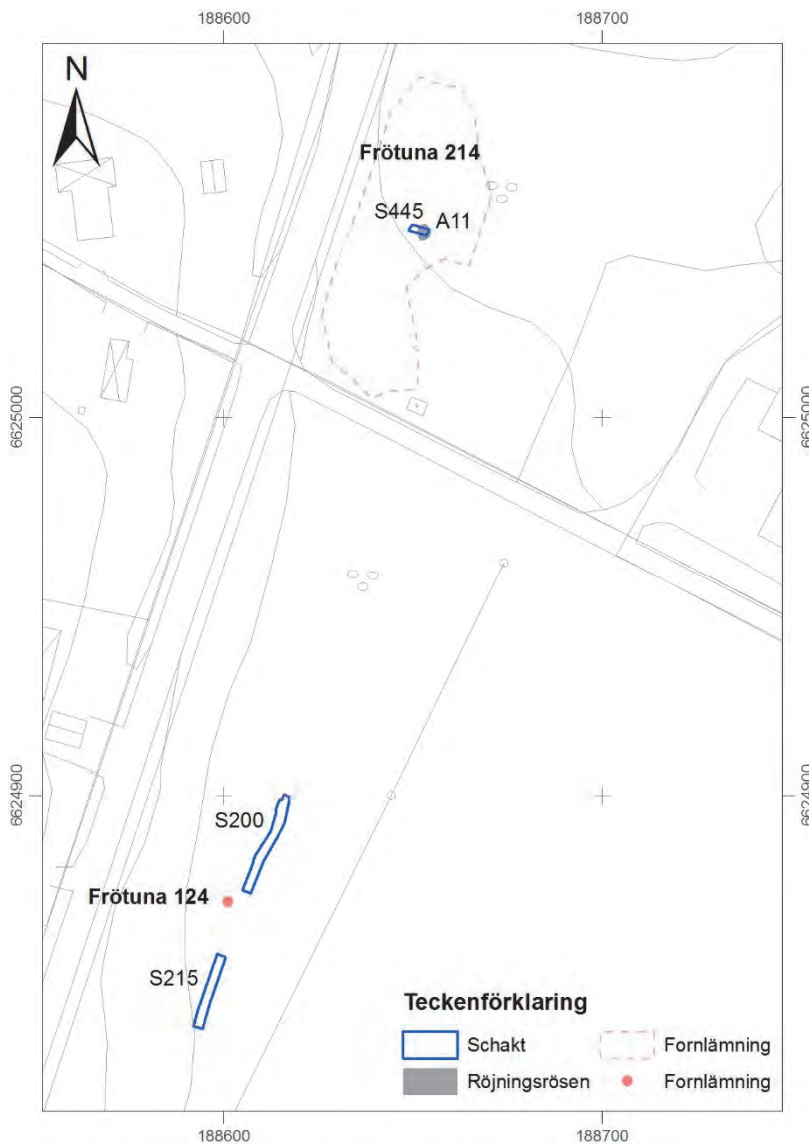 188600
188700
N
Frötuna 214
S445
A11
6625000
6625000
6624900
6624900
S200
Frötuna 124
S215
Teckenförklaring
Schakt
Fornlämning
Röjningsrösen
Fornlämning
188600
188700